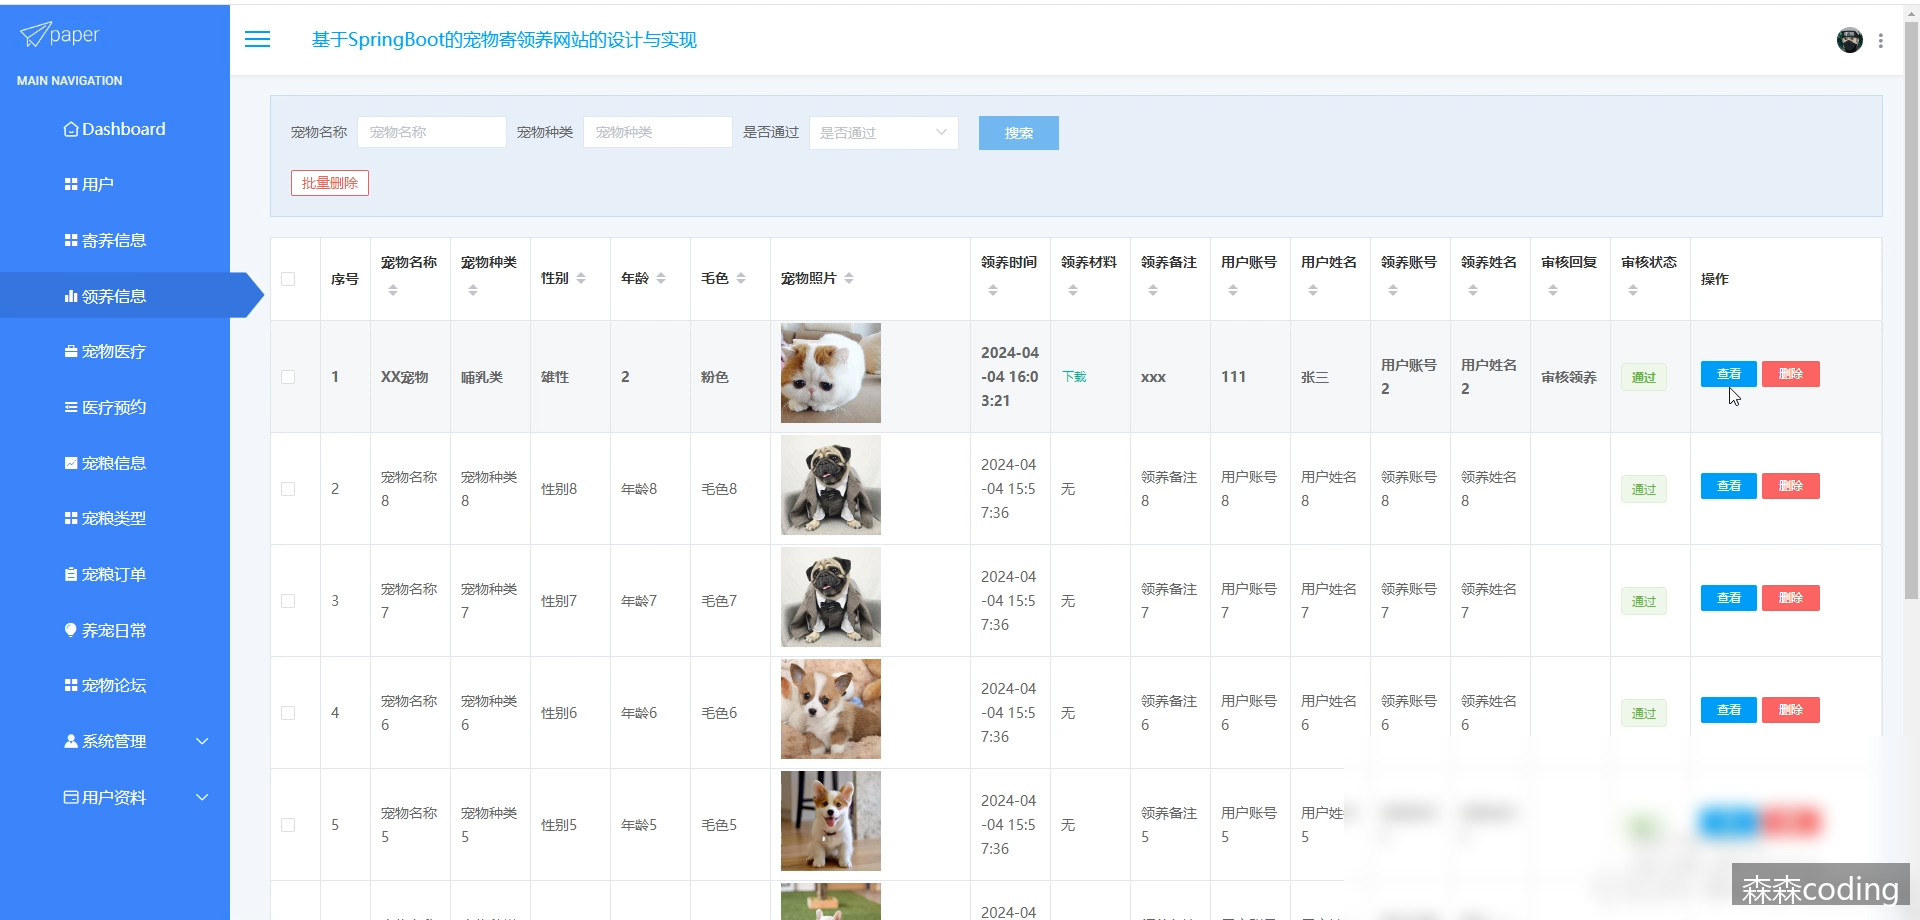 paper
基于SpringBoot的宠物寄领养网站的设计与实现
MAIN NAVIGATION
Dashboard
用户
寄养信息
领养信息
宠物医疗
医疗预约
宠粮信息
宠粮类型
宠粮订单
养宠日常
宠物论坛
系统管理
用户资料
宠物名称 宠物名称 宠物种类 宠物种类 是否通过 是否通过 搜索
批量删除
序号 宠物名称 宠物种类 性别 年龄 毛色 宠物照片 领养时间 领养材料 领养备注 用户账号 用户姓名 领养账号 领养姓名 审核回复 审核状态 操作
1 XX宠物 哺乳类 雄性 2 粉色 2024-04-04 16:03:21 下载 xxx 111 张三 用户账号2 用户姓名2 审核领养 通过 查看 删除
2 宠物名称8 宠物种类8 性别8 年龄8 毛色8 2024-04-04 15:57:36 无 领养备注8 用户账号8 用户姓名8 领养账号8 领养姓名8 通过 查看 删除
3 宠物名称7 宠物种类7 性别7 年龄7 毛色7 2024-04-04 15:57:36 无 领养备注7 用户账号7 用户姓名7 领养账号7 领养姓名7 通过 查看 删除
4 宠物名称6 宠物种类6 性别6 年龄6 毛色6 2024-04-04 15:57:36 无 领养备注6 用户账号6 用户姓名6 领养账号6 领养姓名6 通过 查看 删除
5 宠物名称5 宠物种类5 性别5 年龄5 毛色5 2024-04-04 15:57:36 无 领养备注5 用户账号5 用户姓 5
2024-04
森森coding